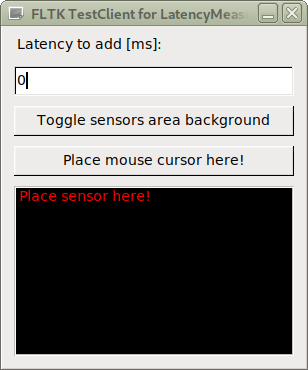 FLTK TestClient for LatencyMeas
Latency to add [ms]:
0
Toggle sensors area background
Place mouse cursor here!
Place sensor here!